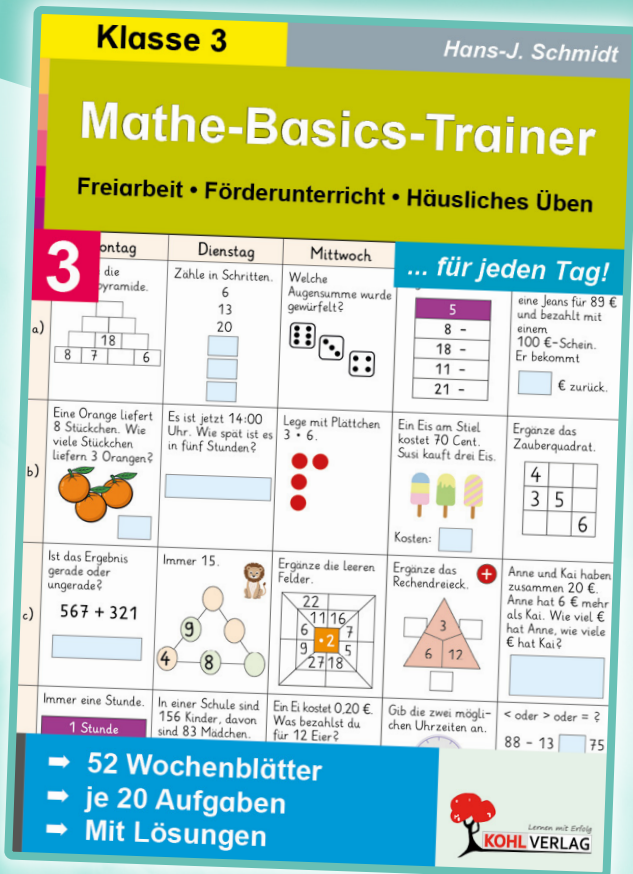 Klasse 3
Hans-J. Schmidt
Mathe-Basics-Trainer
Freiarbeit • Förderunterricht • Häusliches Üben
3
... für jeden Tag!
ontag
Dienstag
Mittwoch
a)
die
pyramide.
18
8 7 6
Zähle in Schritten.
6
13
20
Welche
Augensumme wurde
gewürfelt?
5
8 -
18 -
11 -
21 -
eine Jeans für 89 €
und bezahlt mit
einem
100 €-Schein.
Er bekommt
€ zurück.
b)
Eine Orange liefert
8 Stückchen. Wie
viele Stückchen
liefern 3 Orangen?
Es ist jetzt 14:00
Uhr. Wie spät ist es
in fünf Stunden?
Lege mit Plättchen
3 • 6.
Ein Eis am Stiel
kostet 70 Cent.
Susi kauft drei Eis.
Kosten:
Ergänze das
Zauberquadrat.
4
3 5
6
c)
Ist das Ergebnis
gerade oder
ungerade?
567 + 321
Immer 15.
9
4 8
Ergänze die leeren
Felder.
22
11 16
6 • 2 7
9 5
27 18
Ergänze das
Rechendreieck.
+
3
6 12
Anne und Kai haben
zusammen 20 €.
Anne hat 6 € mehr
als Kai. Wie viel €
hat Anne, wie viele
€ hat Kai?
Immer eine Stunde.
1 Stunde
In einer Schule sind
156 Kinder, davon
sind 83 Mädchen.
Ein Ei kostet 0,20 €.
Was bezahlst du
für 12 Eier?
Gib die zwei mögli-
chen Uhrzeiten an.
< oder > oder = ?
88 - 13 75
➡ 52 Wochenblätter
➡ je 20 Aufgaben
➡ Mit Lösungen
Lernen mit Erfolg
KOHL VERLAG